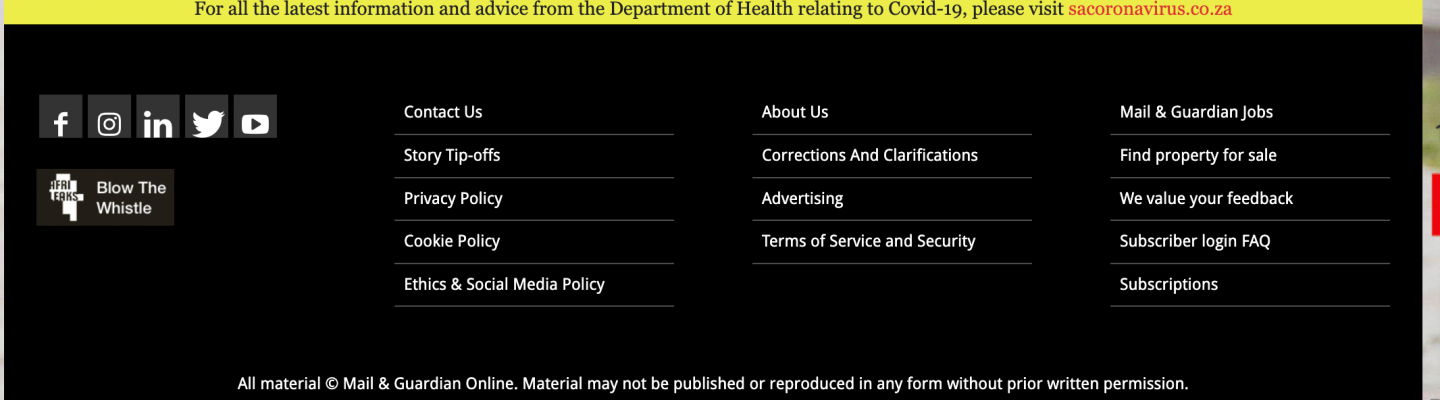 For all the latest information and advice from the Department of Health relating to Covid-19, please visit sacoronavirus.co.za
AFRI
LEAKS
Blow The
Whistle
Contact Us
Story Tip-offs
Privacy Policy
Cookie Policy
Ethics & Social Media Policy
About Us
Corrections And Clarifications
Advertising
Terms of Service and Security
Mail & Guardian Jobs
Find property for sale
We value your feedback
Subscriber login FAQ
Subscriptions
All material © Mail & Guardian Online. Material may not be published or reproduced in any form without prior written permission.